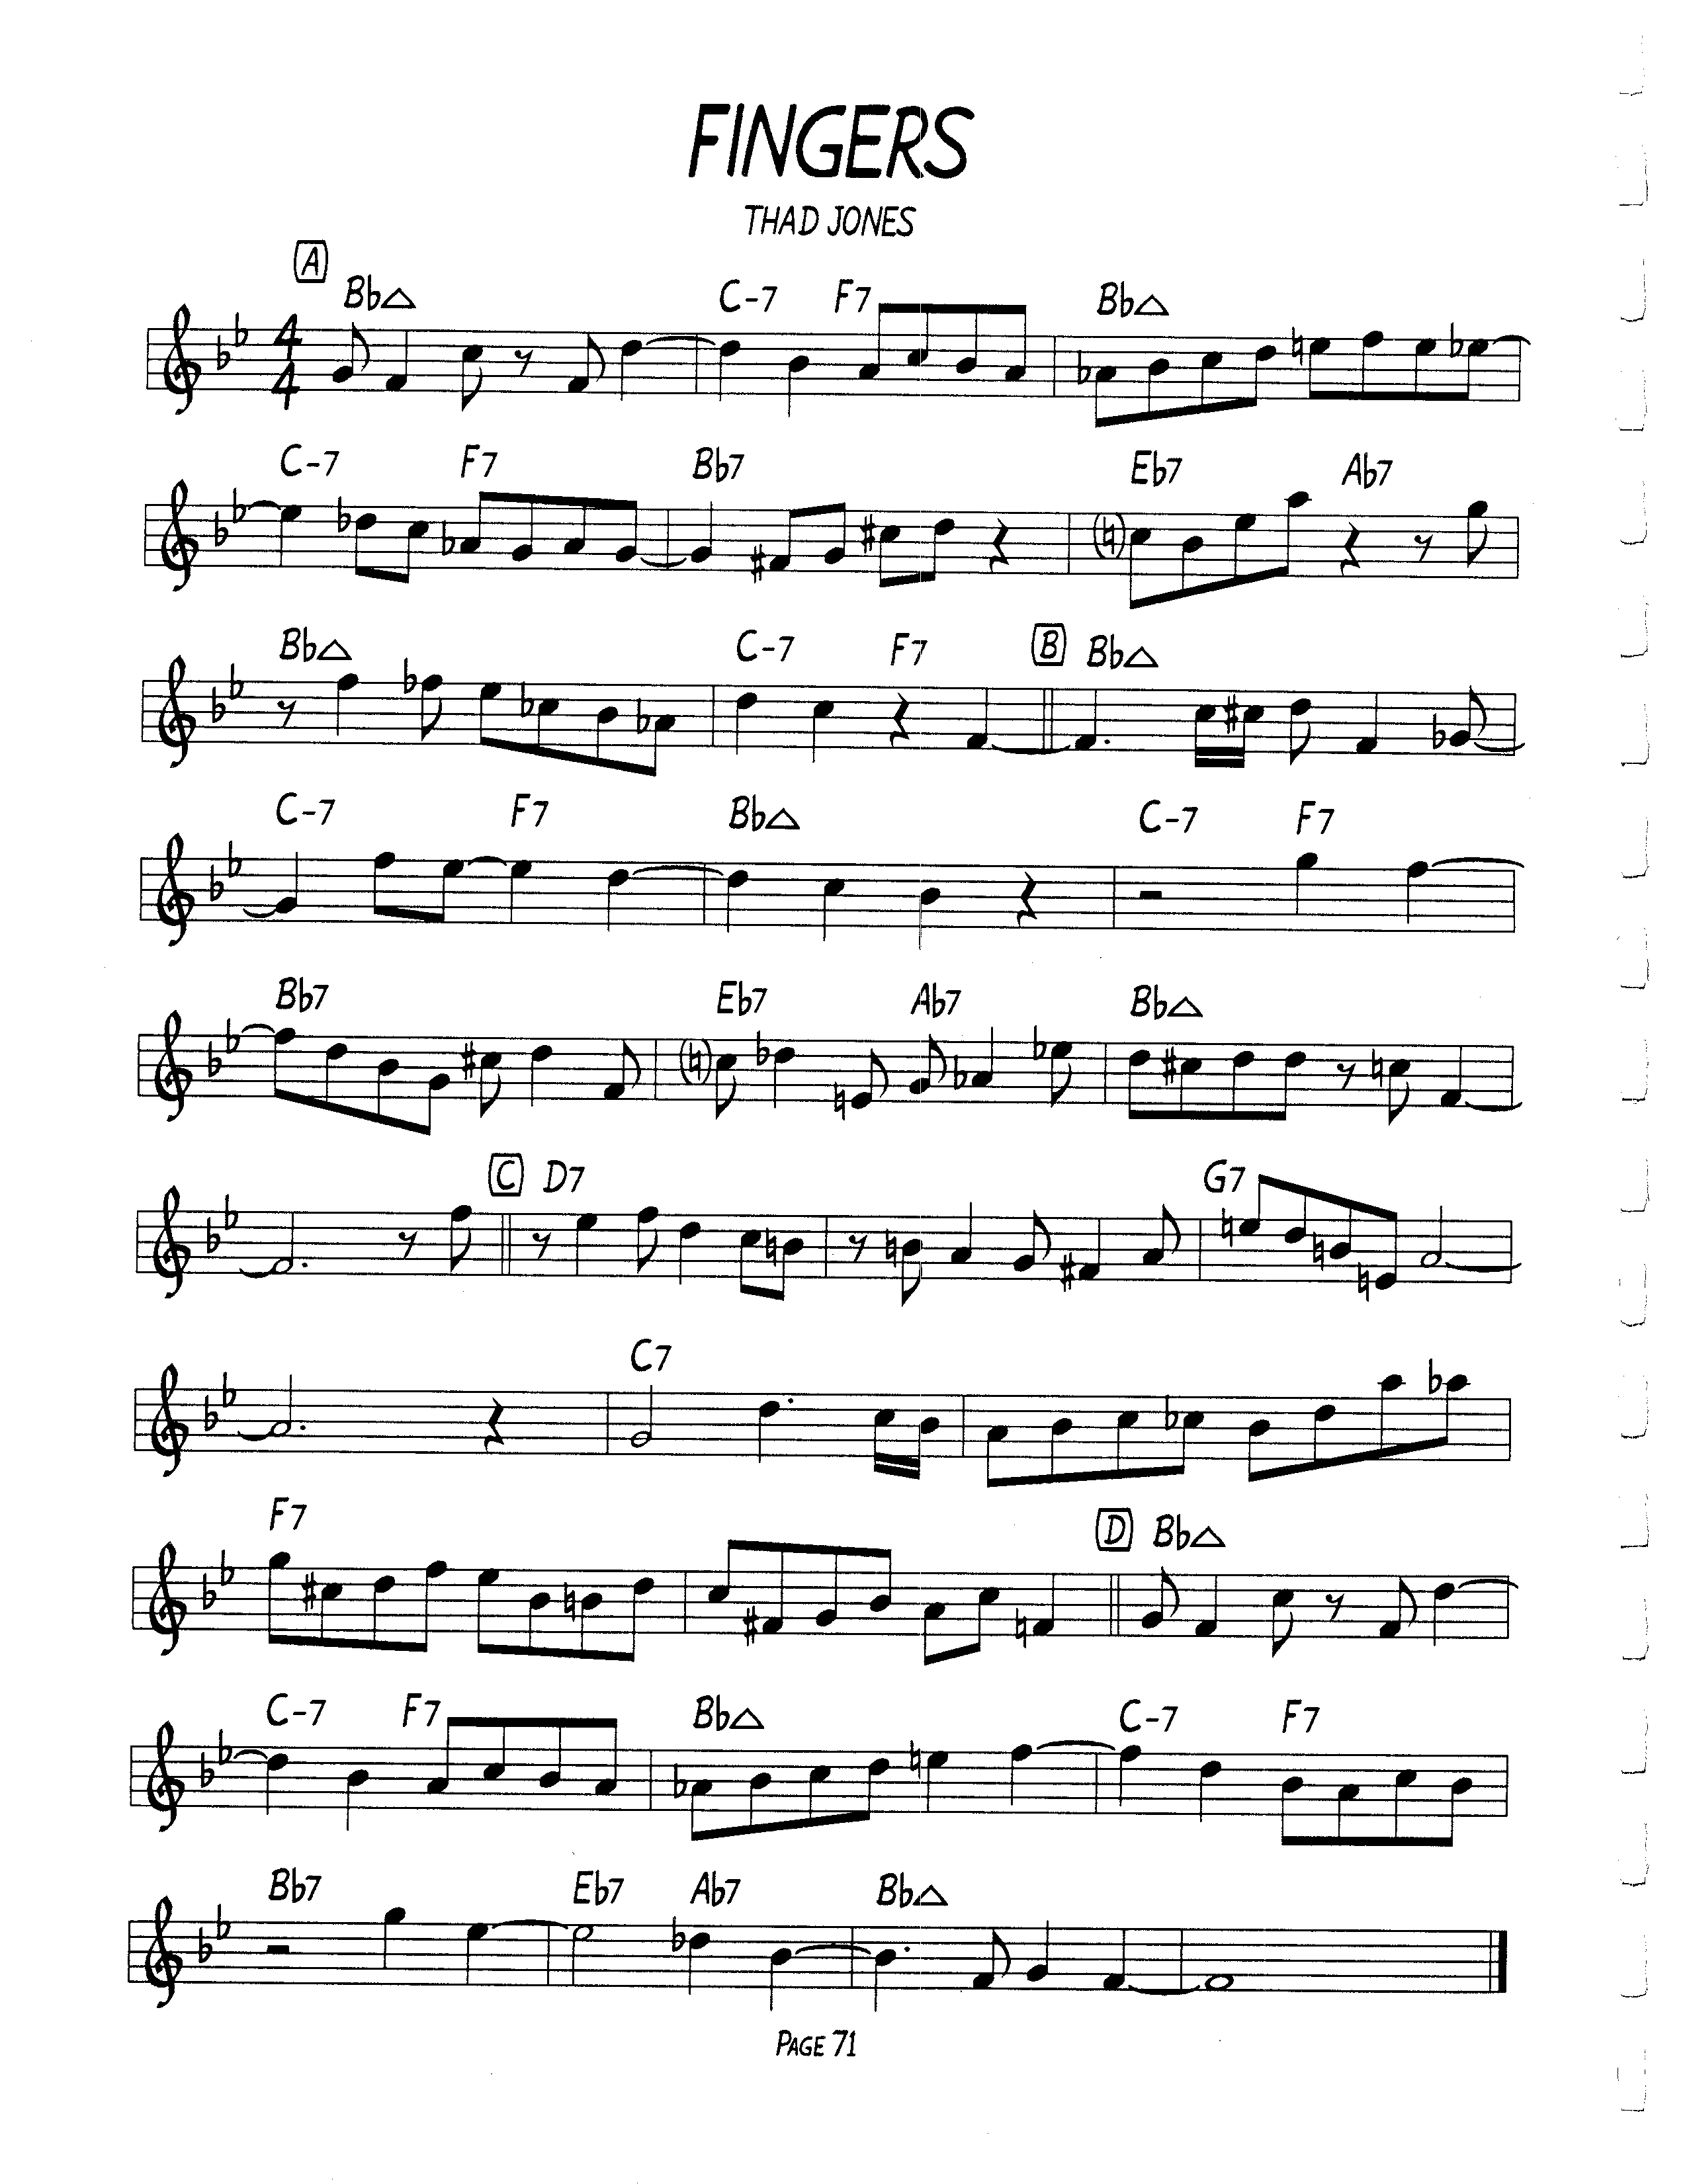 FINGERS
THAD JONES
A
Bb△ C-7 F7 Bb△
4
4
C-7 F7 Bb7 Eb7 Ab7
Bb△ C-7 F7 B Bb△
C-7 F7 Bb△ C-7 F7
Bb7 Eb7 Ab7 Bb△
C D7 G7
C7
F7 D Bb△
C-7 F7 Bb△ C-7 F7
Bb7 Eb7 Ab7 Bb△
PAGE 71